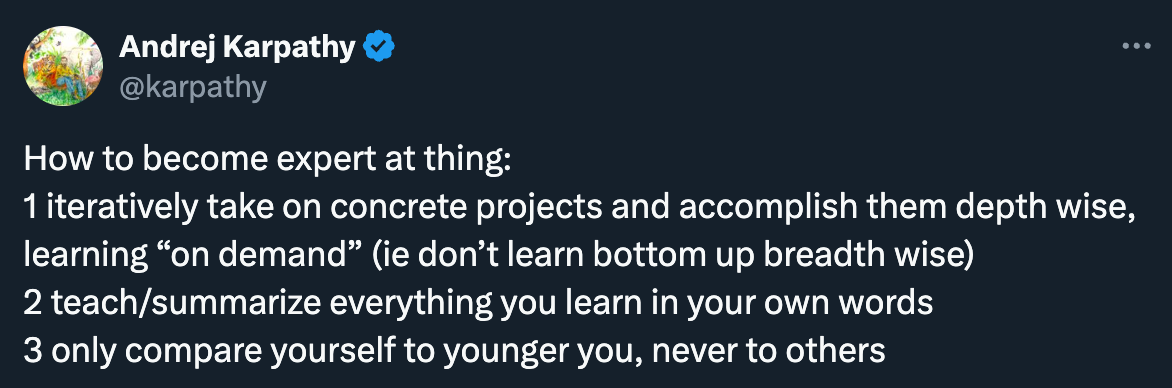 Andrej Karpathy
@karpathy
How to become expert at thing:
1 iteratively take on concrete projects and accomplish them depth wise,
learning “on demand” (ie don’t learn bottom up breadth wise)
2 teach/summarize everything you learn in your own words
3 only compare yourself to younger you, never to others